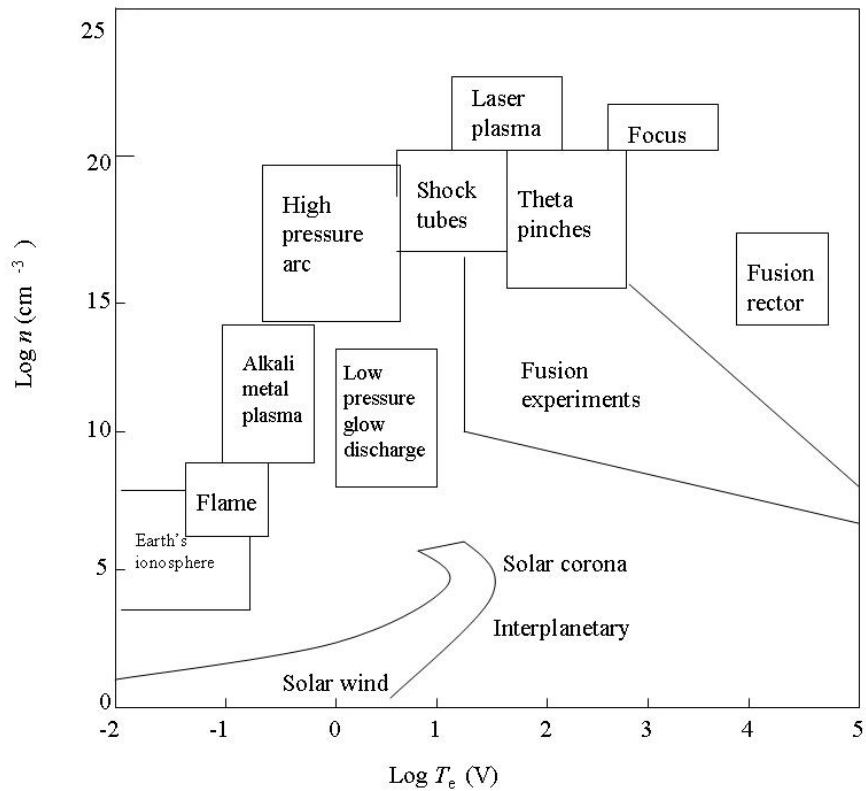 25
Laser
plasma
Focus
20
High
pressure
arc
Shock
tubes
Theta
pinches
Fusion
rector
Log n (cm -3)
15
Alkali
metal
plasma
Low
pressure
glow
discharge
Fusion
experiments
10
Flame
Earth's
ionosphere
5
Solar corona
Interplanetary
Solar wind
0
-2 -1 0 1 2 3 4 5
Log Te (V)